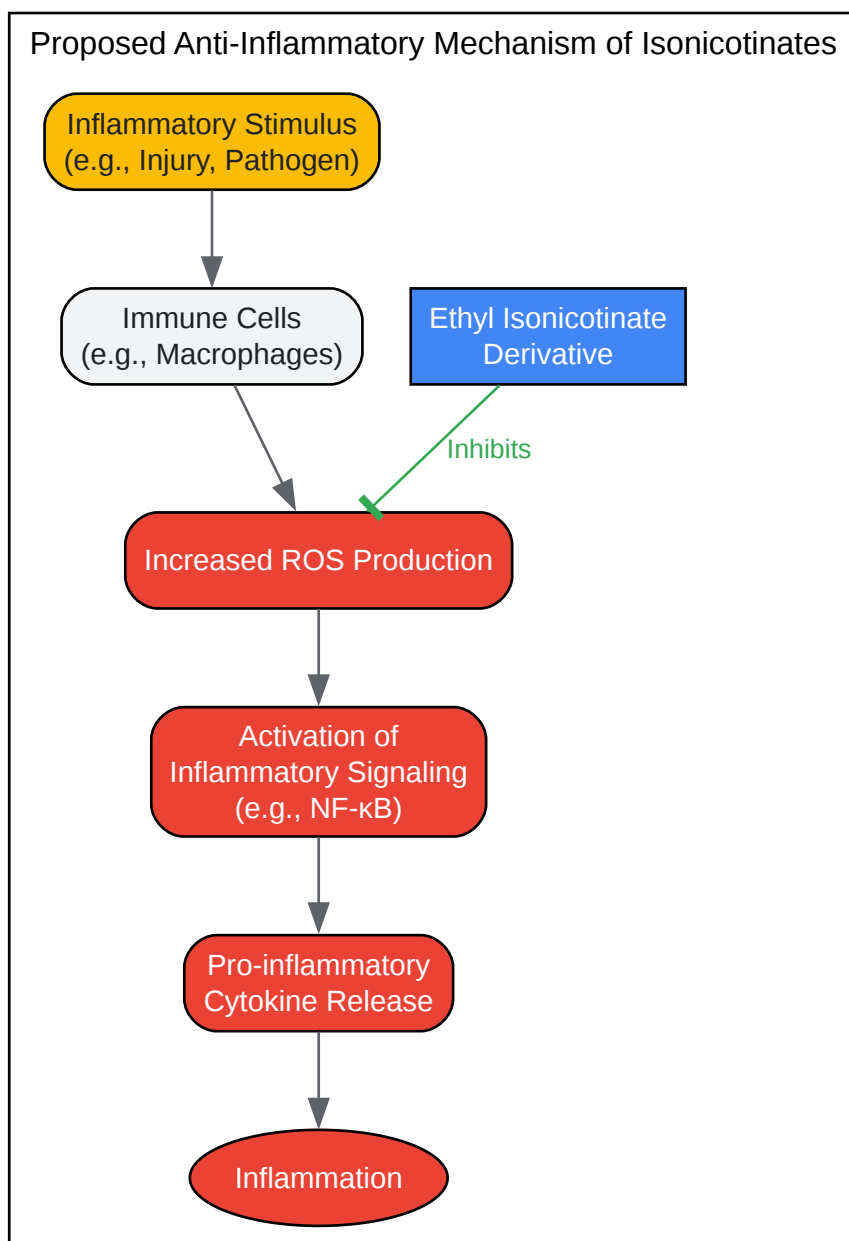 Proposed Anti-Inflammatory Mechanism of Isonicotinates
Inflammatory Stimulus
(e.g., Injury, Pathogen)
Immune Cells
(e.g., Macrophages)
Ethyl Isonicotinate
Derivative
Inhibits
Increased ROS Production
Activation of
Inflammatory Signaling
(e.g., NF-κB)
Pro-inflammatory
Cytokine Release
Inflammation